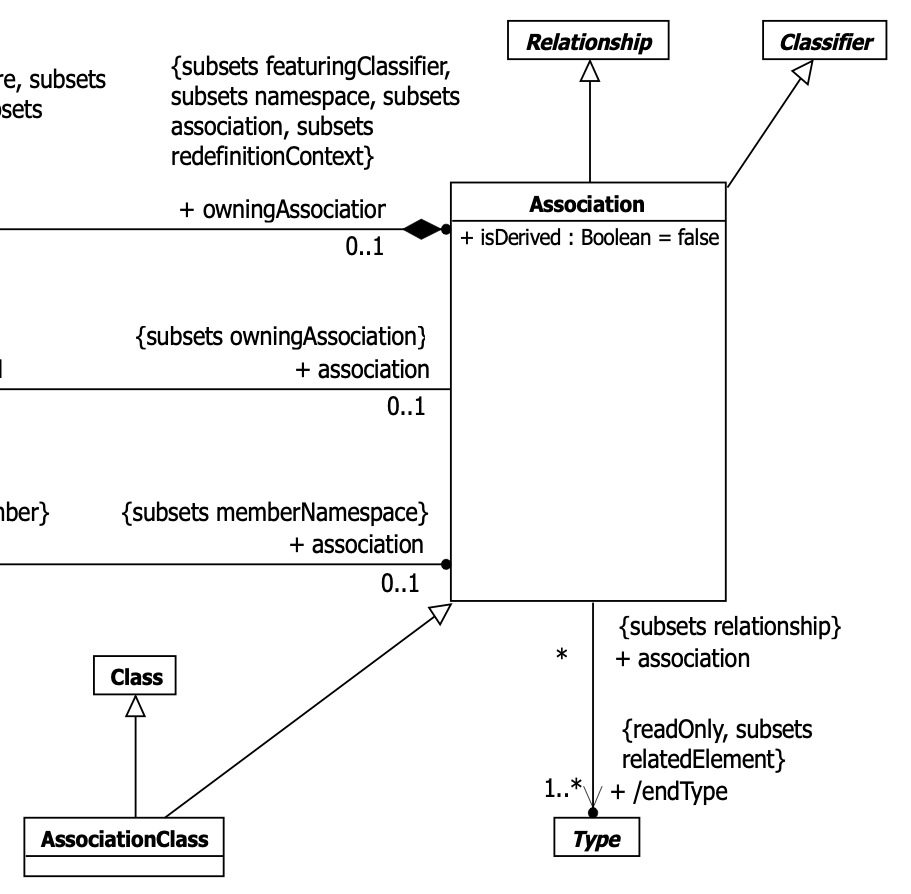 Relationship
Classifier
{subsets featuringClassifier,
subsets namespace, subsets
association, subsets
redefinitionContext}
re, subsets
sets
+ owningAssociatior
0..1
Association
+ isDerived : Boolean = false
{subsets owningAssociation}
+ association
0..1
nber}
{subsets memberNamespace}
+ association
0..1
{subsets relationship}
*
+ association
Class
{readOnly, subsets
relatedElement}
1..*
+ /endType
AssociationClass
Type